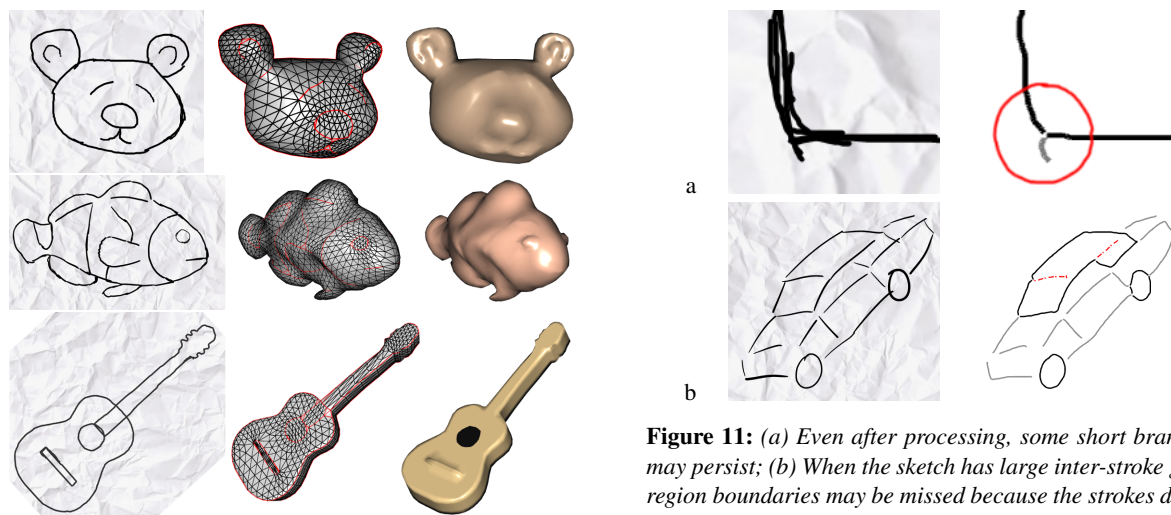 a
b
Figure 11: (a) Even after processing, some short bran
may persist; (b) When the sketch has large inter-stroke
region boundaries may be missed because the strokes d